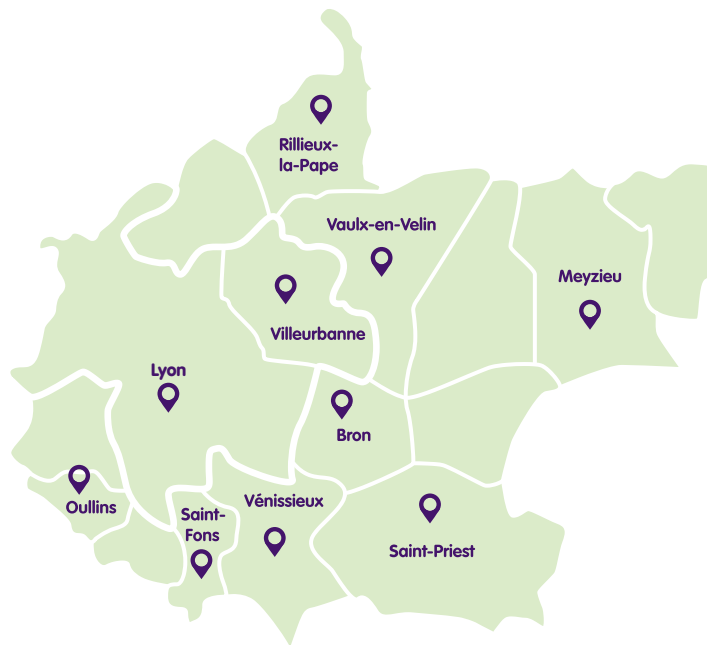 Rillieux-
la-Pape
Vaulx-en-Velin
Meyzieu
Villeurbanne
Lyon
Bron
Vénissieux
Oullins
Saint-
Fons
Saint-Priest